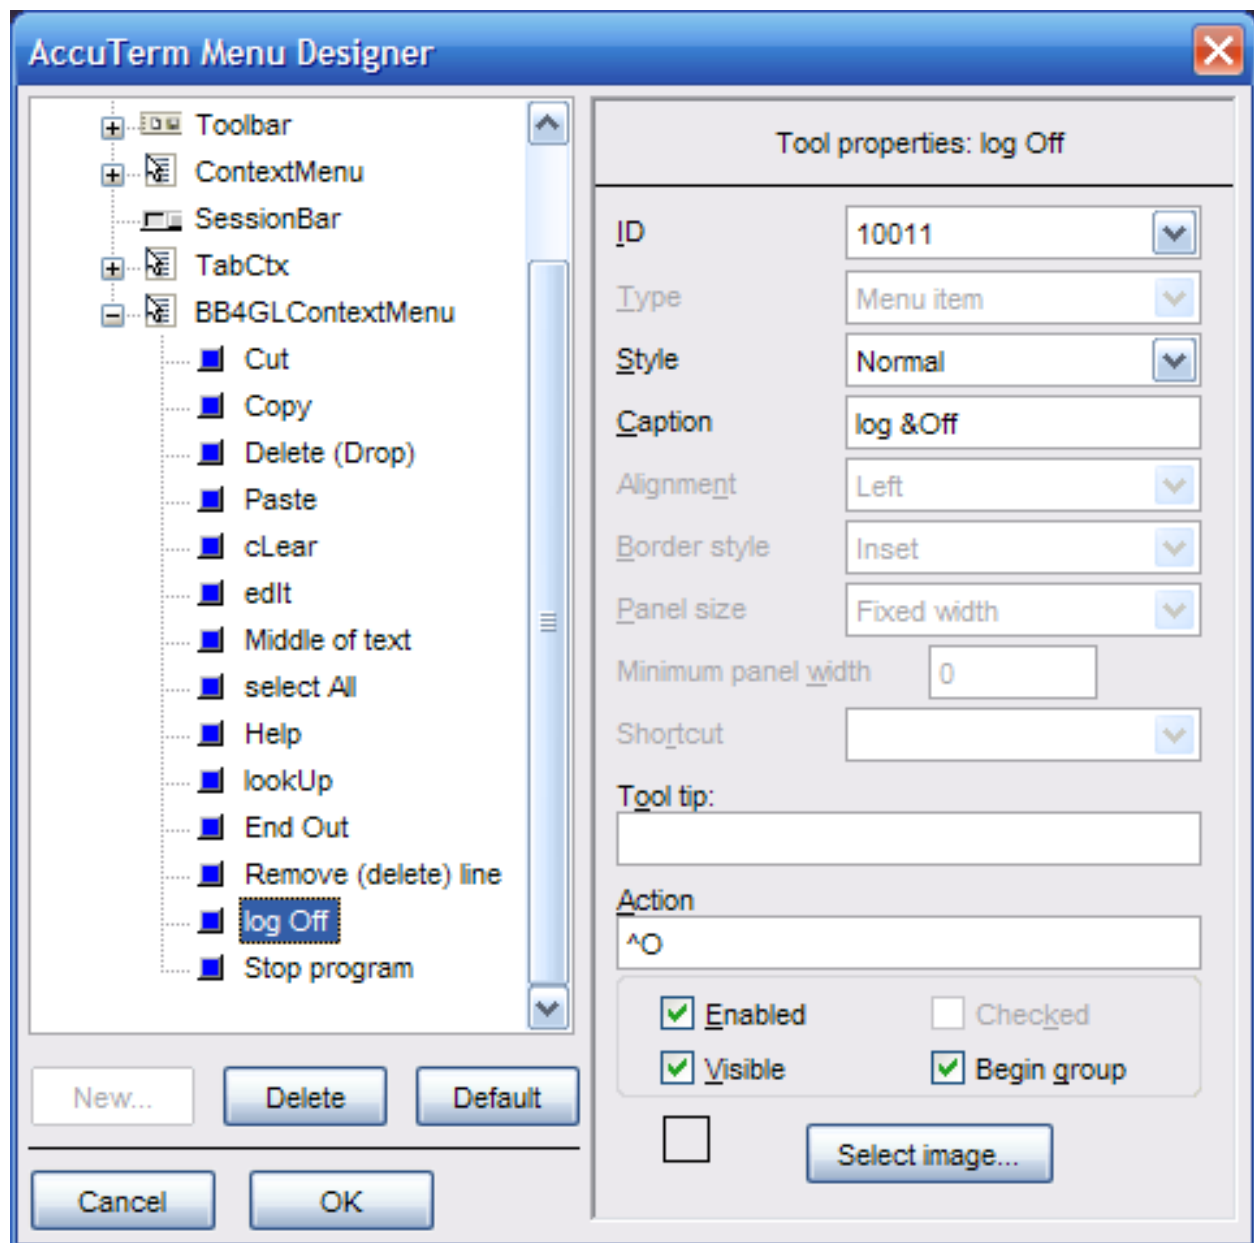 AccuTerm Menu Designer
Toolbar
ContextMenu
SessionBar
TabCtx
BB4GLContextMenu
Cut
Copy
Delete (Drop)
Paste
cLear
edIt
Middle of text
select All
Help
lookUp
End Out
Remove (delete) line
log Off
Stop program
New...
Delete
Default
Cancel
OK
Tool properties: log Off
ID
10011
Type
Menu item
Style
Normal
Caption
log &Off
Alignment
Left
Border style
Inset
Panel size
Fixed width
Minimum panel width
0
Shortcut
Tool tip:
Action
^O
Enabled
Checked
Visible
Begin group
Select image...